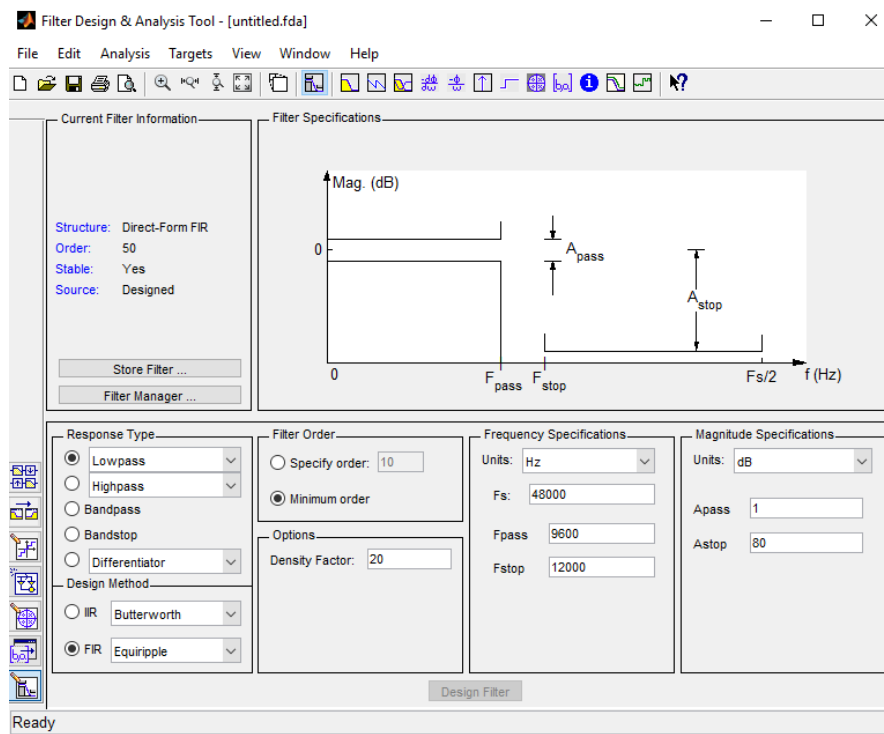 Filter Design & Analysis Tool - [untitled.fda]
File Edit Analysis Targets View Window Help
Current Filter Information
Structure: Direct-Form FIR
Order: 50
Stable: Yes
Source: Designed
Store Filter ...
Filter Manager ...
Filter Specifications
Mag. (dB)
0
Apass
Astop
0
Fpass
Fstop
Fs/2
f (Hz)
Response Type
Lowpass
Highpass
Bandpass
Bandstop
Differentiator
Design Method
IIR Butterworth
FIR Equiripple
Filter Order
Specify order: 10
Minimum order
Options
Density Factor: 20
Frequency Specifications
Units: Hz
Fs: 48000
Fpass 9600
Fstop 12000
Magnitude Specifications
Units: dB
Apass 1
Astop 80
Design Filter
Ready